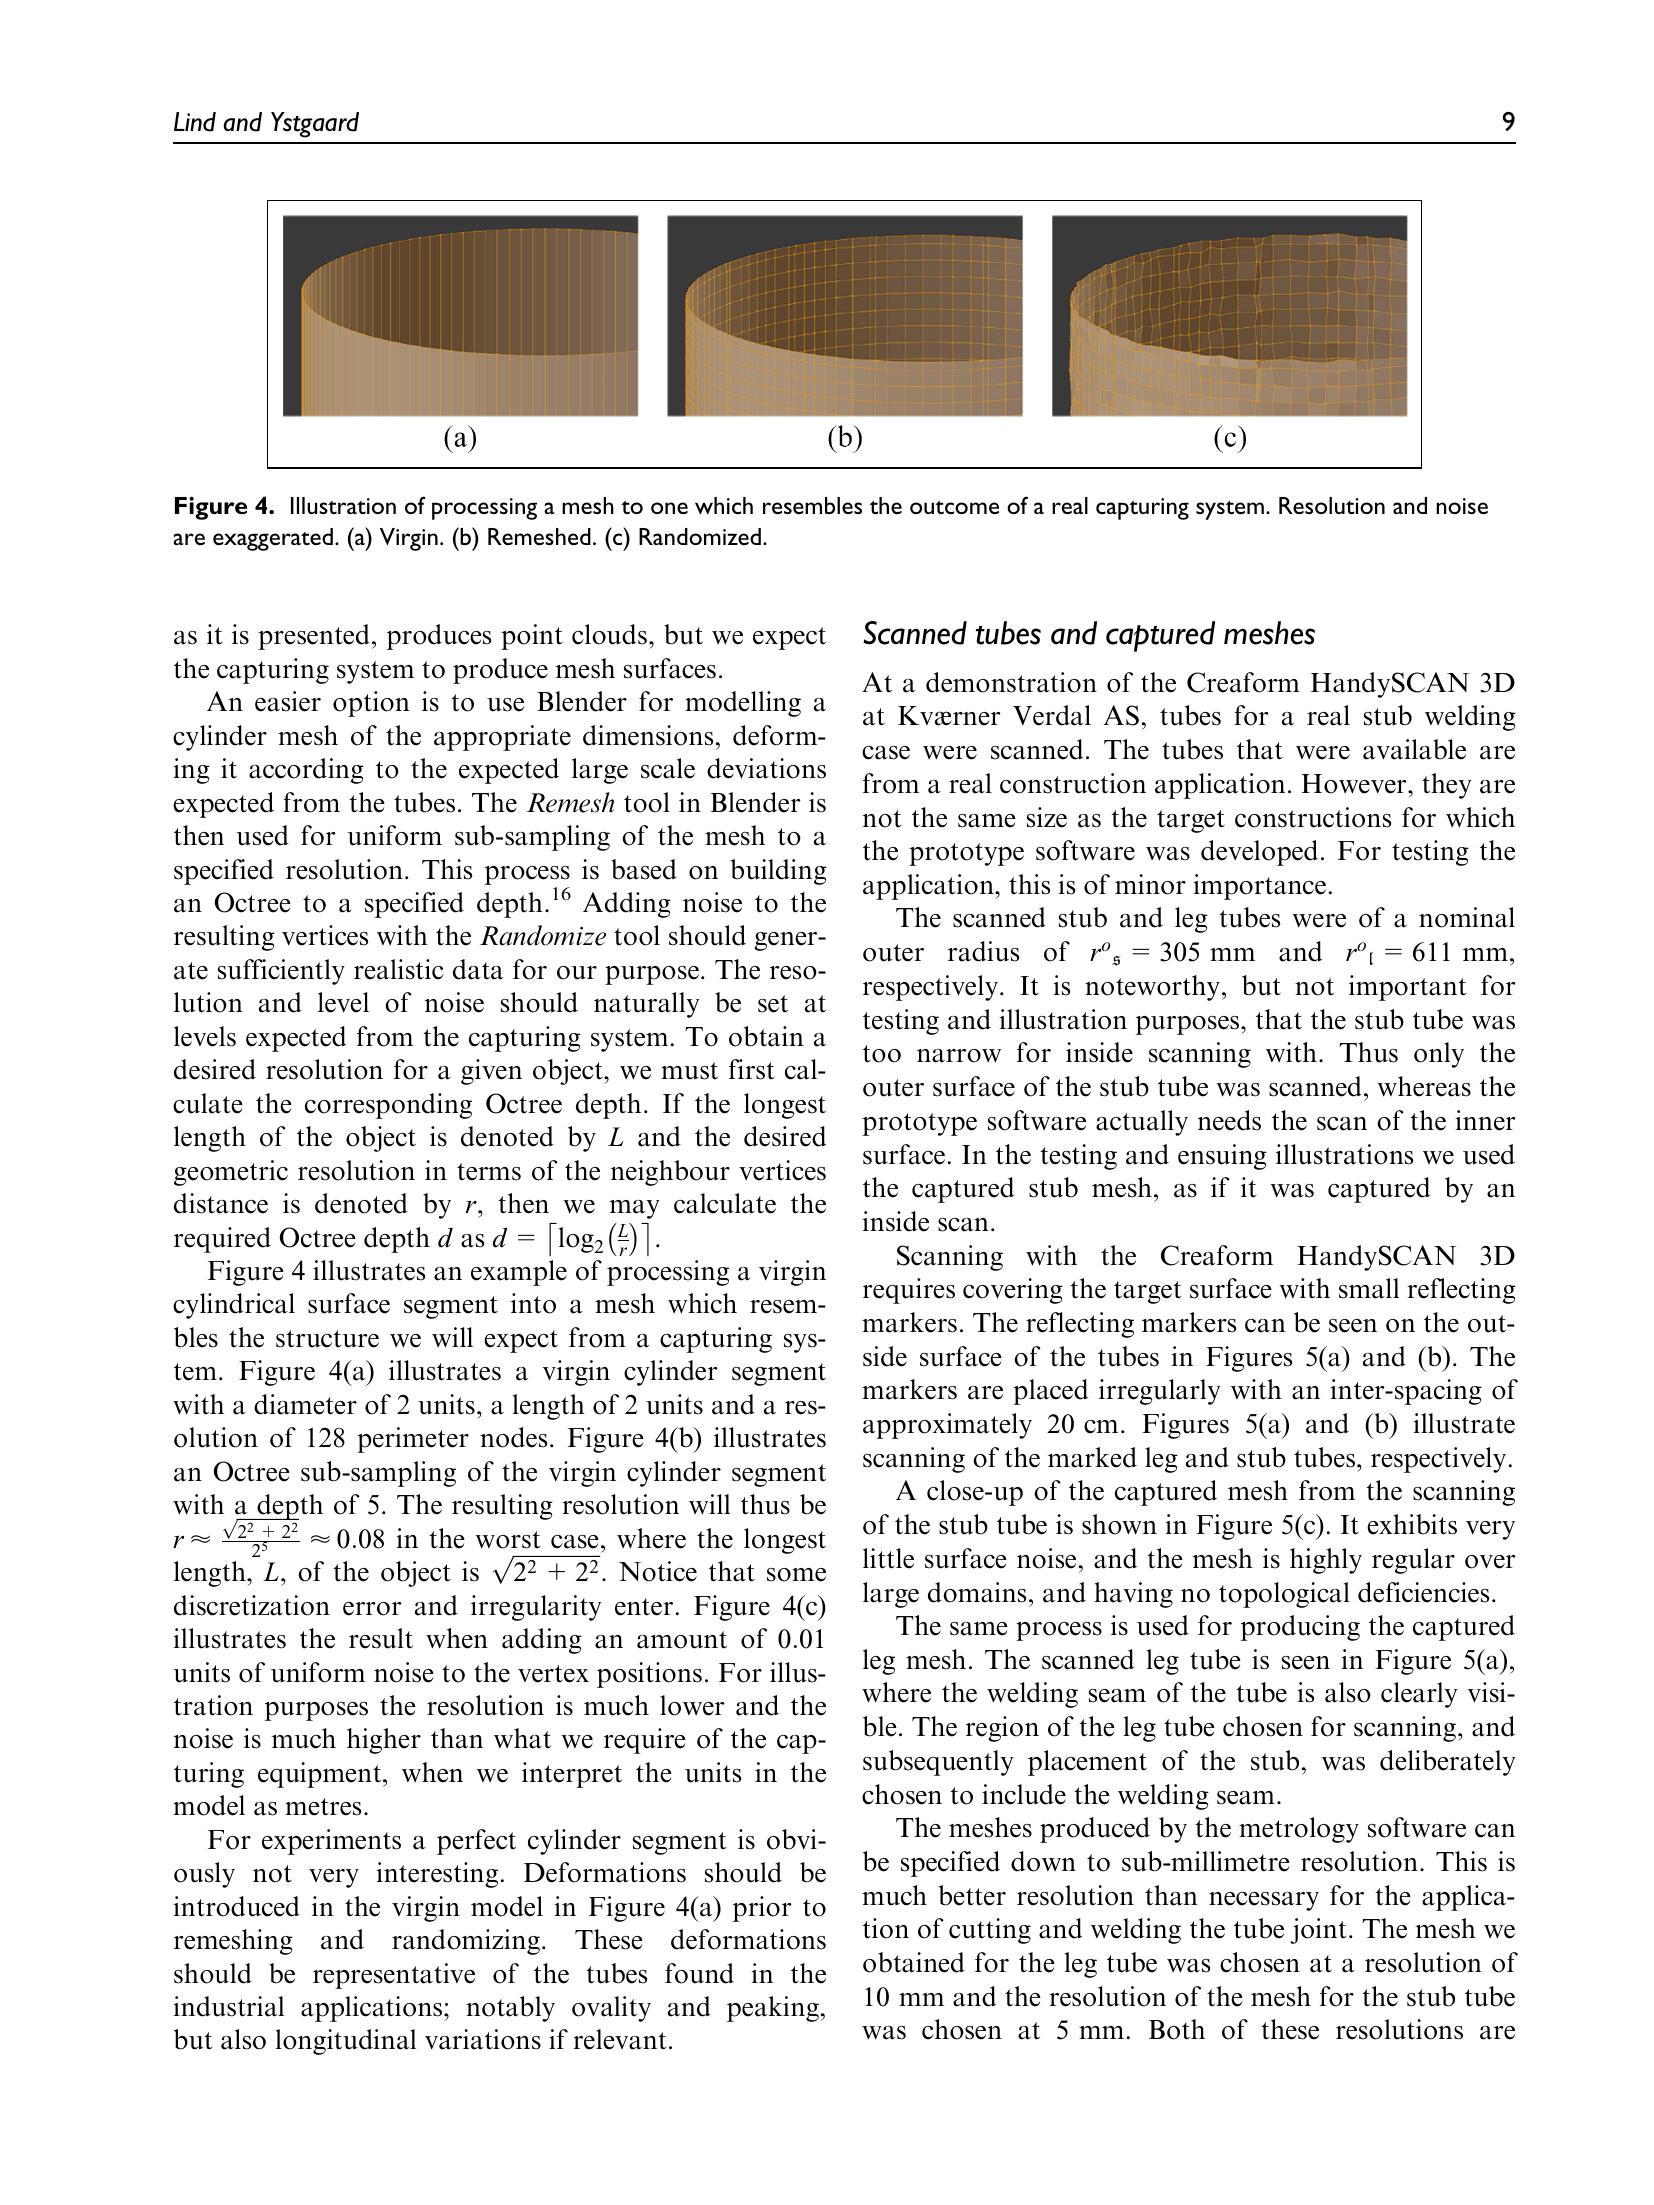 Lind and Ystgaard
9
(a)
(b)
(c)
Figure 4. Illustration of processing a mesh to one which resembles the outcome of a real capturing system. Resolution and noise
are exaggerated. (a) Virgin. (b) Remeshed. (c) Randomized.
as it is presented, produces point clouds, but we expect
the capturing system to produce mesh surfaces.
An easier option is to use Blender for modelling a
cylinder mesh of the appropriate dimensions, deform-
ing it according to the expected large scale deviations
expected from the tubes. The Remesh tool in Blender is
then used for uniform sub-sampling of the mesh to a
specified resolution. This process is based on building
an Octree to a specified depth.16 Adding noise to the
resulting vertices with the Randomize tool should gener-
ate sufficiently realistic data for our purpose. The reso-
lution and level of noise should naturally be set at
levels expected from the capturing system. To obtain a
desired resolution for a given object, we must first cal-
culate the corresponding Octree depth. If the longest
length of the object is denoted by L and the desired
geometric resolution in terms of the neighbour vertices
distance is denoted by r, then we may calculate the
required Octree depth d as d = ⌈log₂(L/r)⌉.
Figure 4 illustrates an example of processing a virgin
cylindrical surface segment into a mesh which resem-
bles the structure we will expect from a capturing sys-
tem. Figure 4(a) illustrates a virgin cylinder segment
with a diameter of 2 units, a length of 2 units and a res-
olution of 128 perimeter nodes. Figure 4(b) illustrates
an Octree sub-sampling of the virgin cylinder segment
with a depth of 5. The resulting resolution will thus be
r ≈ √(2² + 2²)/2⁵ ≈ 0.08 in the worst case, where the longest
length, L, of the object is √(2² + 2²). Notice that some
discretization error and irregularity enter. Figure 4(c)
illustrates the result when adding an amount of 0.01
units of uniform noise to the vertex positions. For illus-
tration purposes the resolution is much lower and the
noise is much higher than what we require of the cap-
turing equipment, when we interpret the units in the
model as metres.
For experiments a perfect cylinder segment is obvi-
ously not very interesting. Deformations should be
introduced in the virgin model in Figure 4(a) prior to
remeshing and randomizing. These deformations
should be representative of the tubes found in the
industrial applications; notably ovality and peaking,
but also longitudinal variations if relevant.
Scanned tubes and captured meshes
At a demonstration of the Creaform HandySCAN 3D
at Kværner Verdal AS, tubes for a real stub welding
case were scanned. The tubes that were available are
from a real construction application. However, they are
not the same size as the target constructions for which
the prototype software was developed. For testing the
application, this is of minor importance.
The scanned stub and leg tubes were of a nominal
outer radius of rᵒ𝔰 = 305 mm and rᵒ𝔩 = 611 mm,
respectively. It is noteworthy, but not important for
testing and illustration purposes, that the stub tube was
too narrow for inside scanning with. Thus only the
outer surface of the stub tube was scanned, whereas the
prototype software actually needs the scan of the inner
surface. In the testing and ensuing illustrations we used
the captured stub mesh, as if it was captured by an
inside scan.
Scanning with the Creaform HandySCAN 3D
requires covering the target surface with small reflecting
markers. The reflecting markers can be seen on the out-
side surface of the tubes in Figures 5(a) and (b). The
markers are placed irregularly with an inter-spacing of
approximately 20 cm. Figures 5(a) and (b) illustrate
scanning of the marked leg and stub tubes, respectively.
A close-up of the captured mesh from the scanning
of the stub tube is shown in Figure 5(c). It exhibits very
little surface noise, and the mesh is highly regular over
large domains, and having no topological deficiencies.
The same process is used for producing the captured
leg mesh. The scanned leg tube is seen in Figure 5(a),
where the welding seam of the tube is also clearly visi-
ble. The region of the leg tube chosen for scanning, and
subsequently placement of the stub, was deliberately
chosen to include the welding seam.
The meshes produced by the metrology software can
be specified down to sub-millimetre resolution. This is
much better resolution than necessary for the applica-
tion of cutting and welding the tube joint. The mesh we
obtained for the leg tube was chosen at a resolution of
10 mm and the resolution of the mesh for the stub tube
was chosen at 5 mm. Both of these resolutions are